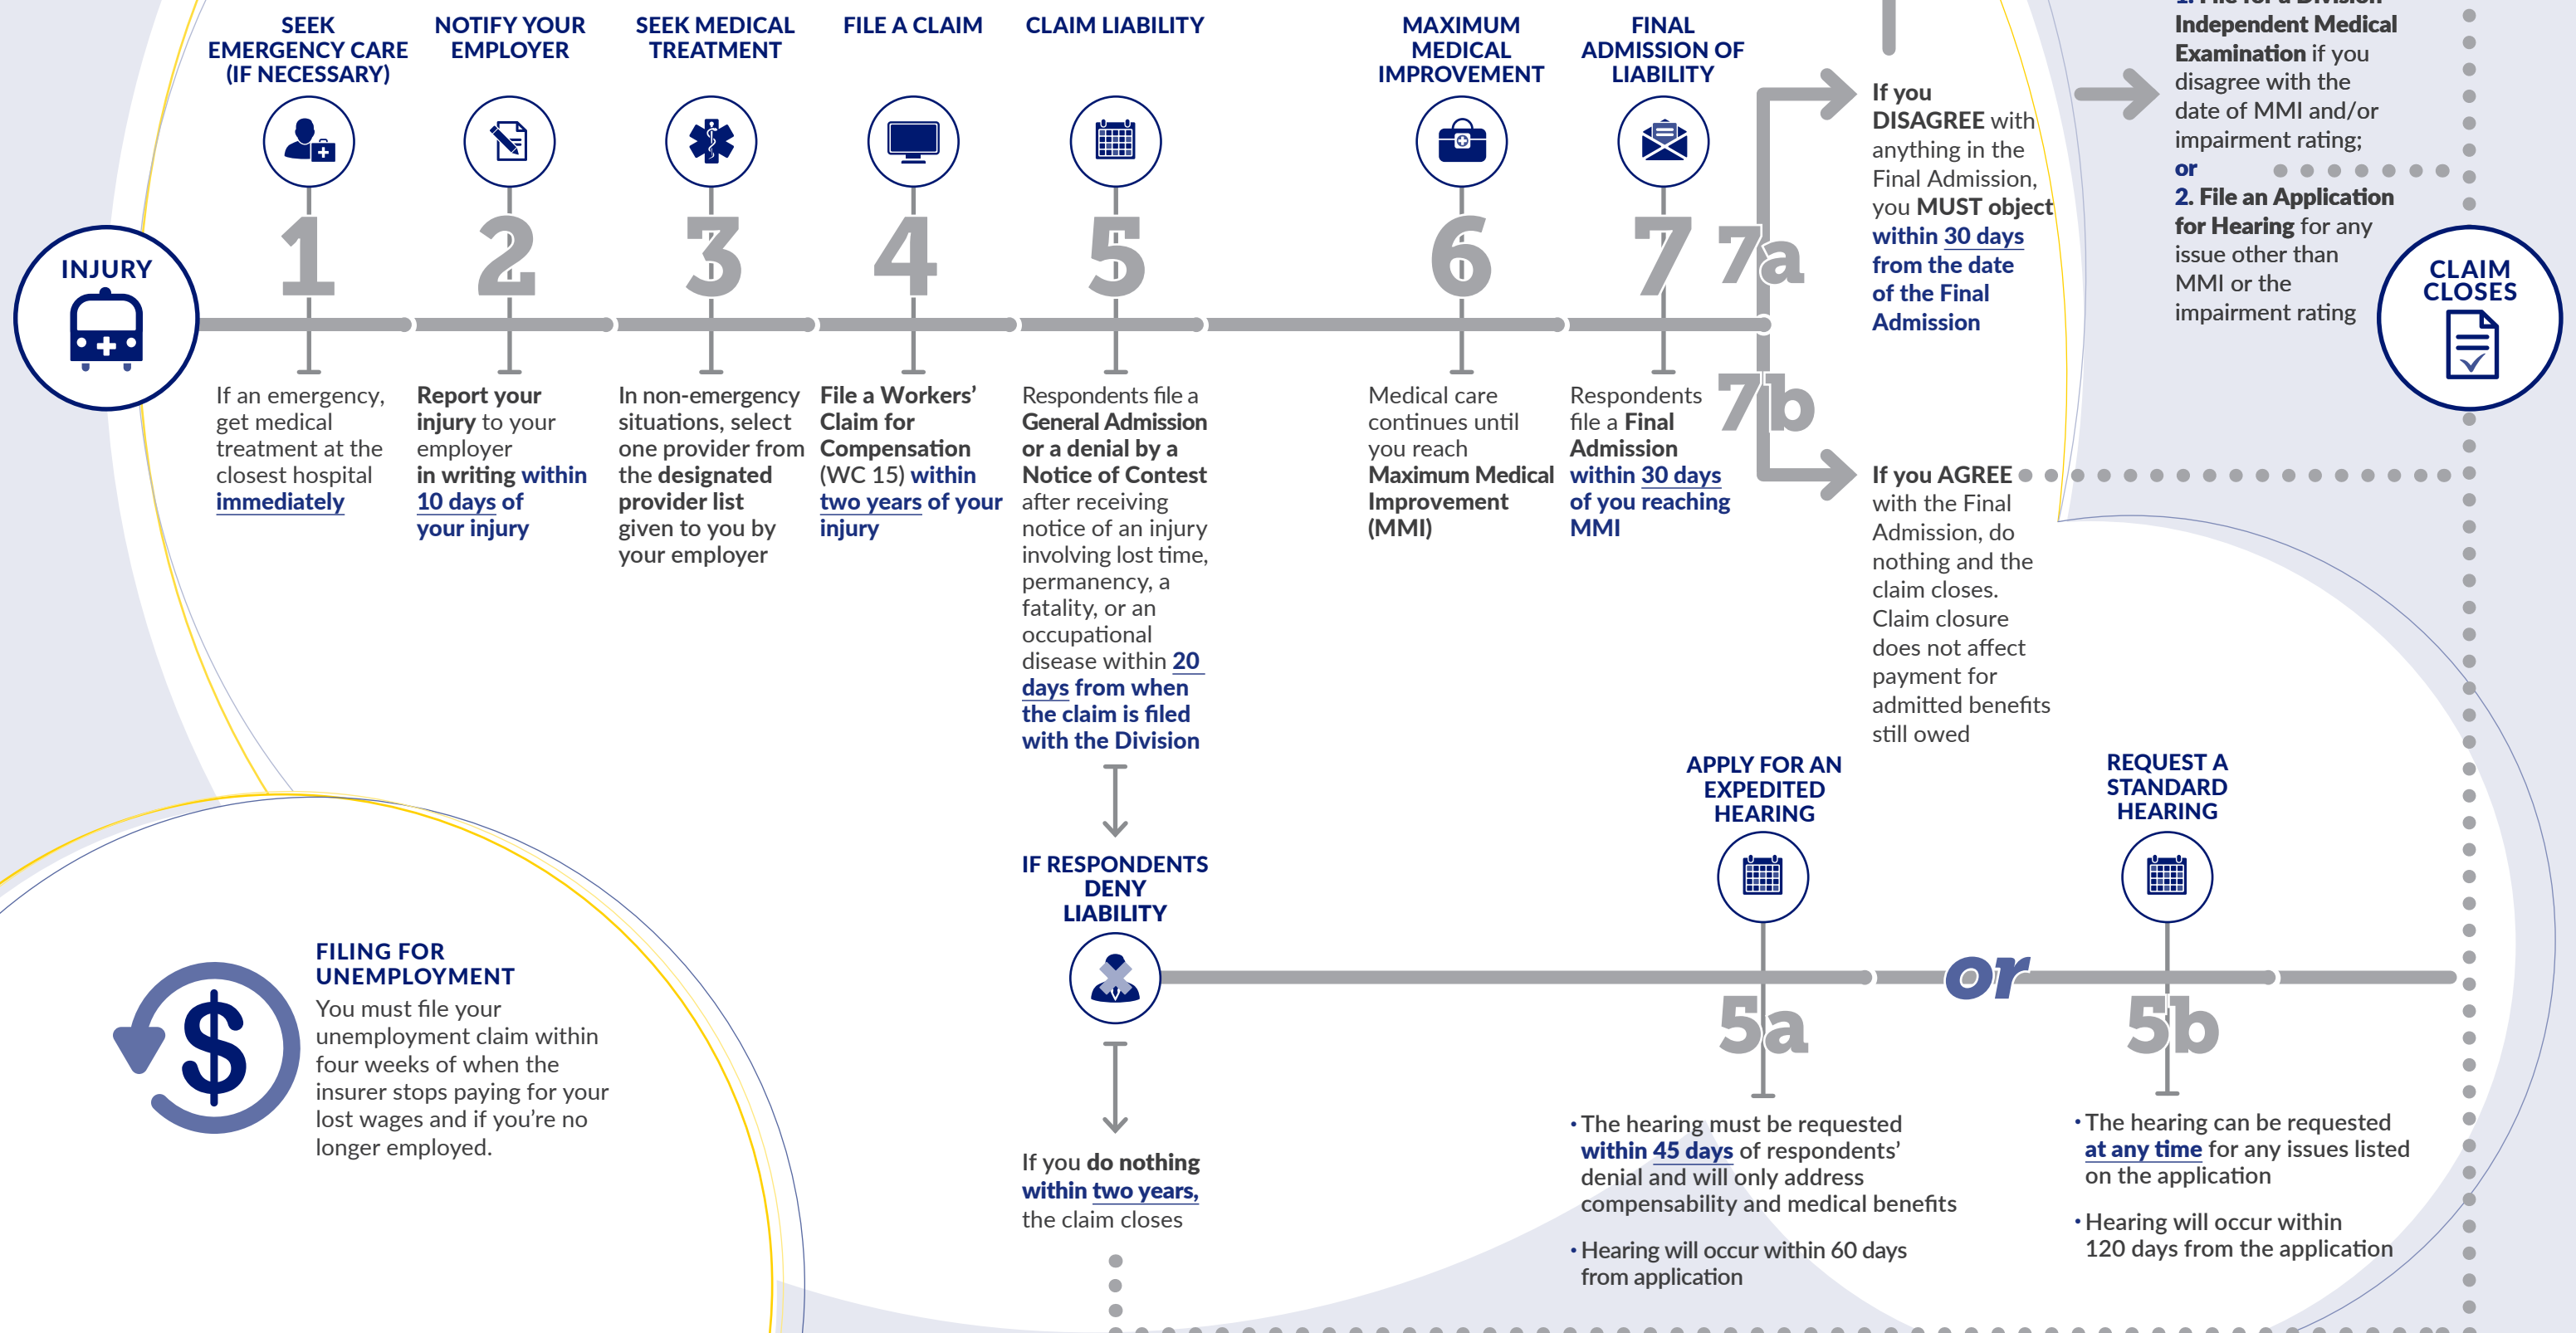 SEEK
EMERGENCY CARE
(IF NECESSARY)
NOTIFY YOUR
EMPLOYER
SEEK MEDICAL
TREATMENT
FILE A CLAIM
CLAIM LIABILITY
MAXIMUM
MEDICAL
IMPROVEMENT
FINAL
ADMISSION OF
LIABILITY
INJURY
1
2
3
4
5
6
7
If an emergency,
get medical
treatment at the
closest hospital
immediately
Report your
injury to your
employer
in writing within
10 days of
your injury
In non-emergency
situations, select
one provider from
the designated
provider list
given to you by
your employer
File a Workers’
Claim for
Compensation
(WC 15) within
two years of your
injury
Respondents file a
General Admission
or a denial by a
Notice of Contest
after receiving
notice of an injury
involving lost time,
permanency, a
fatality, or an
occupational
disease within 20
days from when
the claim is filed
with the Division
Medical care
continues until
you reach
Maximum Medical
Improvement
(MMI)
Respondents
file a Final
Admission
within 30 days
of you reaching
MMI
7a
If you
DISAGREE with
anything in the
Final Admission,
you MUST object
within 30 days
from the date
of the Final
Admission
1. File for a Division
Independent Medical
Examination if you
disagree with the
date of MMI and/or
impairment rating;
or
2. File an Application
for Hearing for any
issue other than
MMI or the
impairment rating
7b
If you AGREE
with the Final
Admission, do
nothing and the
claim closes.
Claim closure
does not affect
payment for
admitted benefits
still owed
CLAIM
CLOSES
IF RESPONDENTS
DENY
LIABILITY
If you do nothing
within two years,
the claim closes
APPLY FOR AN
EXPEDITED
HEARING
5a
• The hearing must be requested
within 45 days of respondents’
denial and will only address
compensability and medical benefits
• Hearing will occur within 60 days
from application
or
REQUEST A
STANDARD
HEARING
5b
• The hearing can be requested
at any time for any issues listed
on the application
• Hearing will occur within
120 days from the application
FILING FOR
UNEMPLOYMENT
You must file your
unemployment claim within
four weeks of when the
insurer stops paying for your
lost wages and if you’re no
longer employed.
$